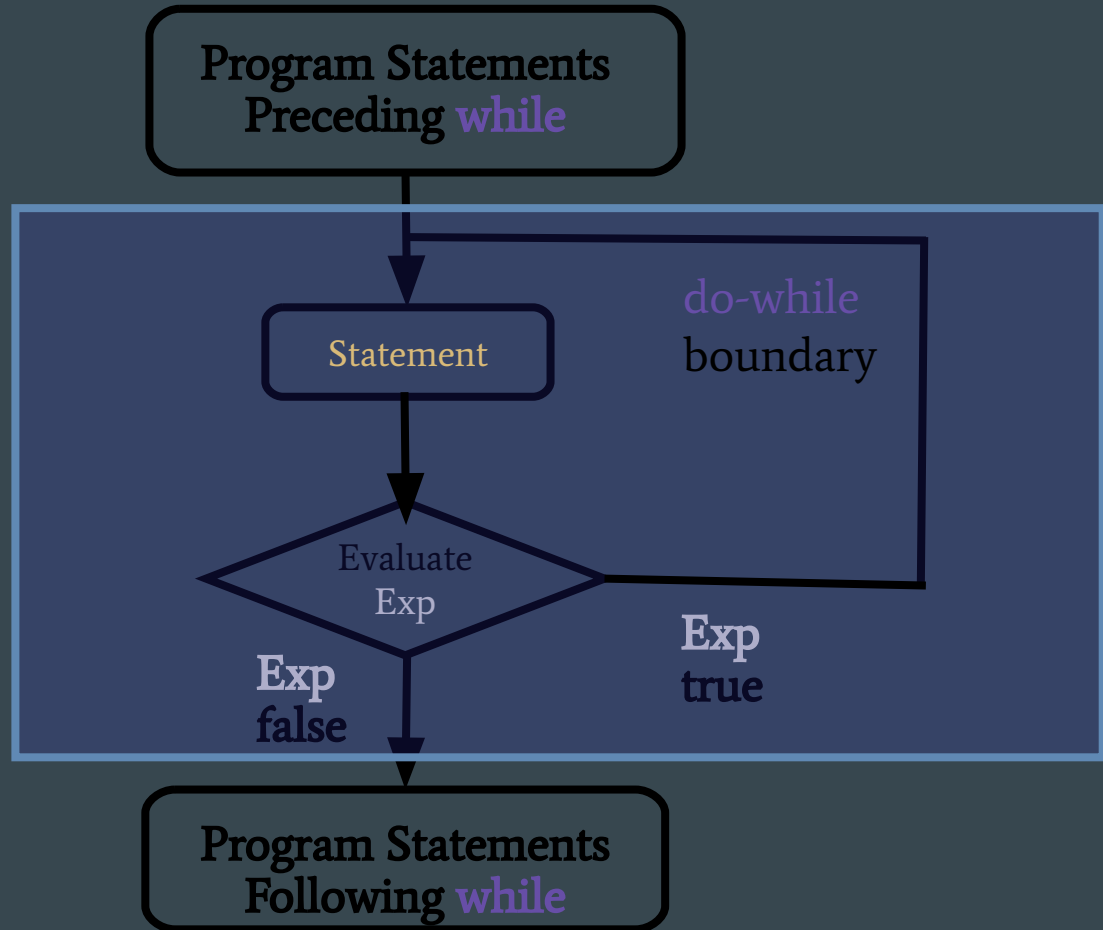 Program Statements
Preceding while
do-while
boundary
Statement
Evaluate
Exp
Exp
true
Exp
false
Program Statements
Following while